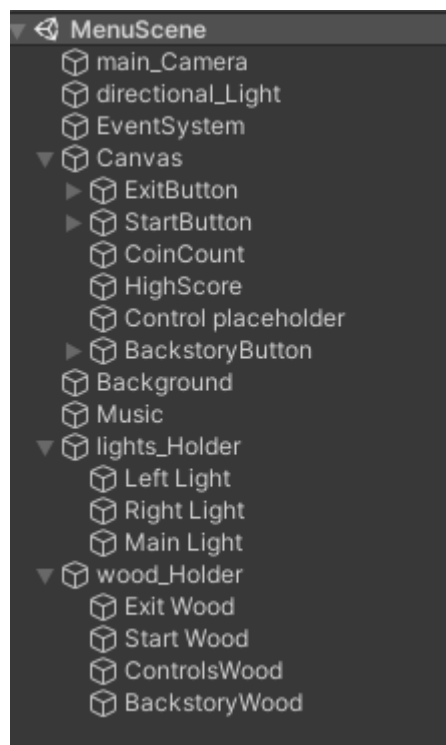 MenuScene
main_Camera
directional_Light
EventSystem
Canvas
ExitButton
StartButton
CoinCount
HighScore
Control placeholder
BackstoryButton
Background
Music
lights_Holder
Left Light
Right Light
Main Light
wood_Holder
Exit Wood
Start Wood
ControlsWood
BackstoryWood